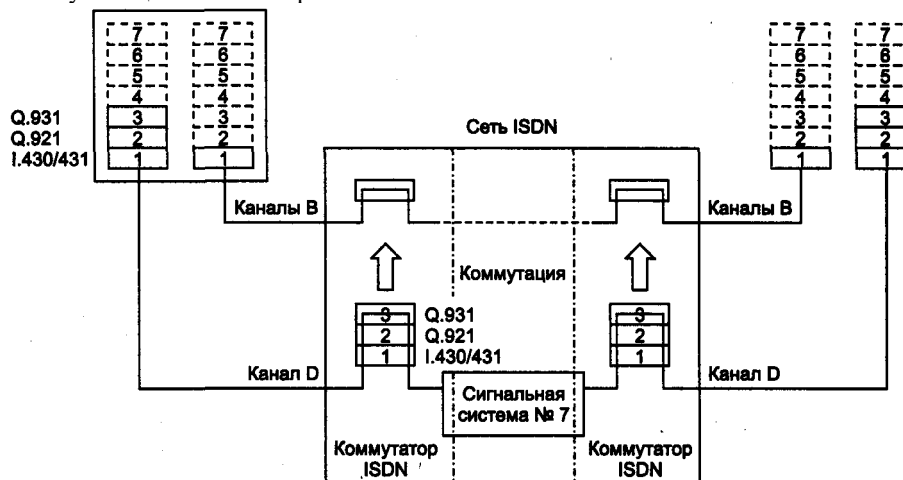 7 7 7 7
6 6 6 6
5 5 5 5
4 4 4 4
Q.931 3 3 3 3
Q.921 2 2 2 2
I.430/431 1 1 1 1
Сеть ISDN
Каналы B Каналы B
Коммутация
3 Q.931 3
2 Q.921 2
1 I.430/431 1
Канал D Канал D
Сигнальная
система № 7
Коммутатор Коммутатор
ISDN ISDN